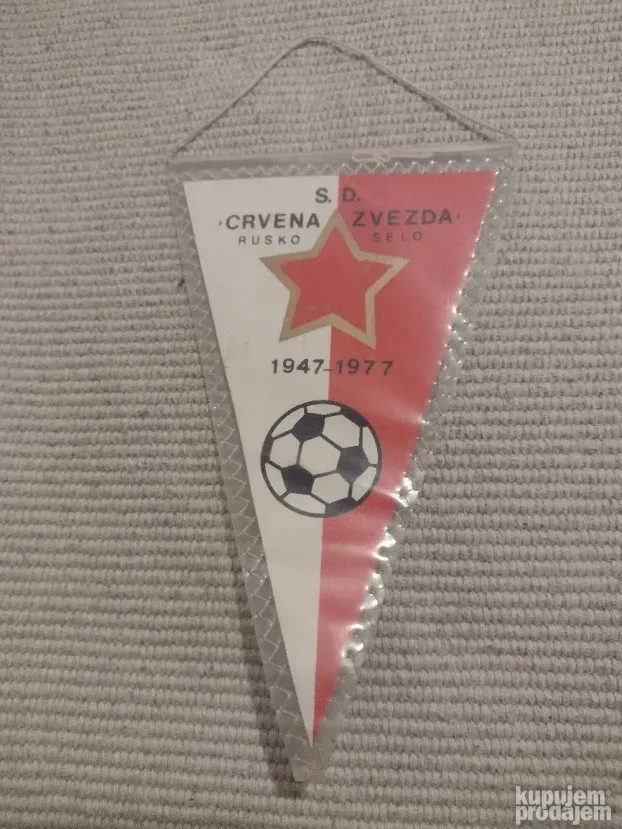 S. D.
'CRVENA ZVEZDA'
RUSKO SELO
1947-1977
kupujem
prodajem